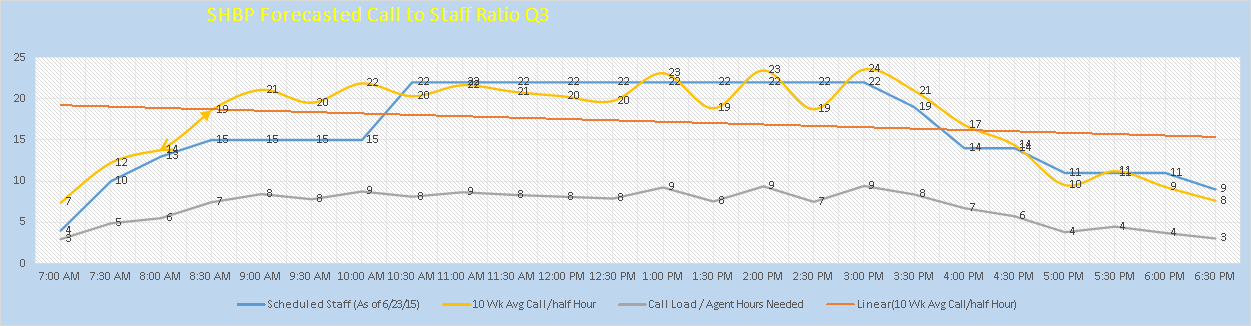 SHBP Forecasted Call to Staff Ratio Q3
25
20
15
10
5
0
4 10 13 15 15 15 15 22 22 22 22 22 22 22 22 22 22 19 14 14 11 11 11 9
7 12 14 19 21 20 22 20 22 21 20 20 23 19 23 19 24 21 17 14 10 11 9 8
3 5 6 7 8 8 9 8 9 8 8 8 9 8 9 7 9 8 7 6 4 4 4 3
7:00 AM 7:30 AM 8:00 AM 8:30 AM 9:00 AM 9:30 AM 10:00 AM 10:30 AM 11:00 AM 11:30 AM 12:00 PM 12:30 PM 1:00 PM 1:30 PM 2:00 PM 2:30 PM 3:00 PM 3:30 PM 4:00 PM 4:30 PM 5:00 PM 5:30 PM 6:00 PM 6:30 PM
Scheduled Staff (As of 6/23/15) 10 Wk Avg Call/half Hour Call Load / Agent Hours Needed Linear(10 Wk Avg Call/half Hour)